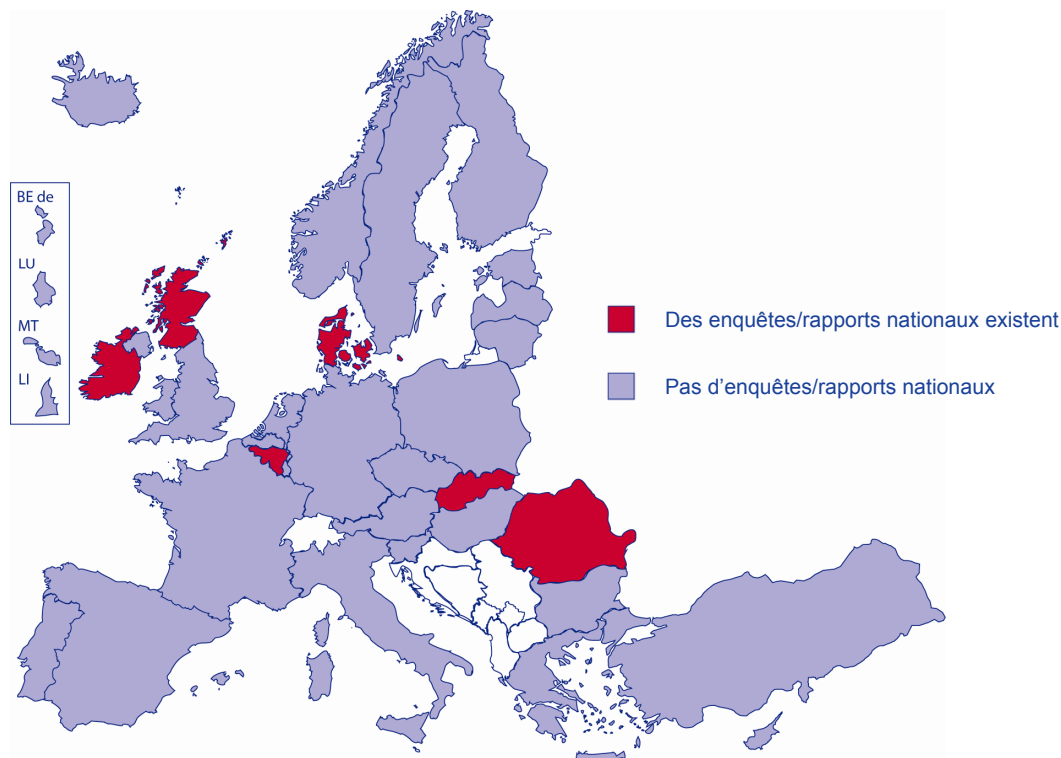 BE de
LU
MT
LI
Des enquêtes/rapports nationaux existent
Pas d’enquêtes/rapports nationaux